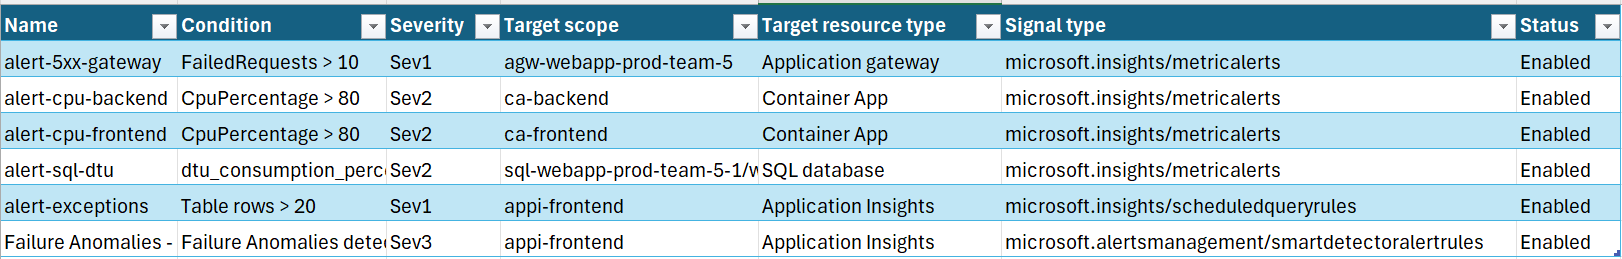 Name Condition Severity Target scope Target resource type Signal type Status
alert-5xx-gateway FailedRequests > 10 Sev1 agw-webapp-prod-team-5 Application gateway microsoft.insights/metricalerts Enabled
alert-cpu-backend CpuPercentage > 80 Sev2 ca-backend Container App microsoft.insights/metricalerts Enabled
alert-cpu-frontend CpuPercentage > 80 Sev2 ca-frontend Container App microsoft.insights/metricalerts Enabled
alert-sql-dtu dtu_consumption_perc Sev2 sql-webapp-prod-team-5-1/w SQL database microsoft.insights/metricalerts Enabled
alert-exceptions Table rows > 20 Sev1 appi-frontend Application Insights microsoft.insights/scheduledqueryrules Enabled
Failure Anomalies - Failure Anomalies dete Sev3 appi-frontend Application Insights microsoft.alertsmanagement/smartdetectoralertrules Enabled